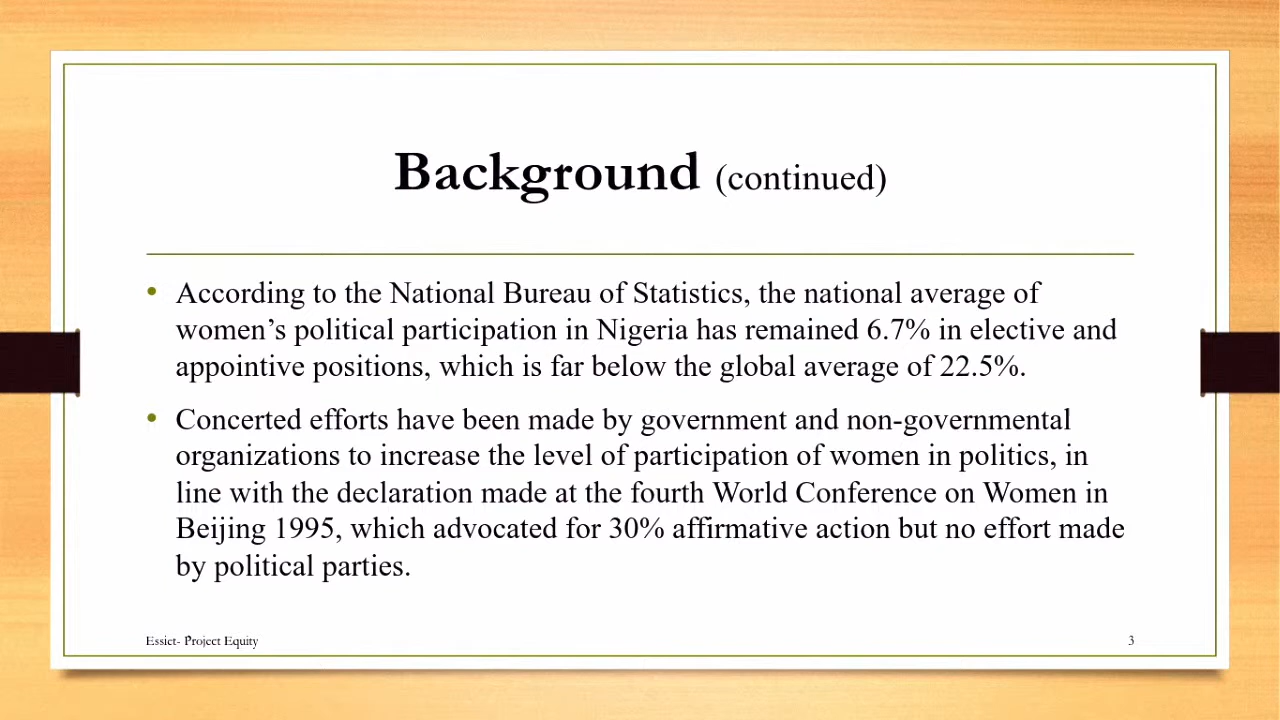 Background (continued)
• According to the National Bureau of Statistics, the national average of
women’s political participation in Nigeria has remained 6.7% in elective and
appointive positions, which is far below the global average of 22.5%.
• Concerted efforts have been made by government and non-governmental
organizations to increase the level of participation of women in politics, in
line with the declaration made at the fourth World Conference on Women in
Beijing 1995, which advocated for 30% affirmative action but no effort made
by political parties.
Essiet- Project Equity
3